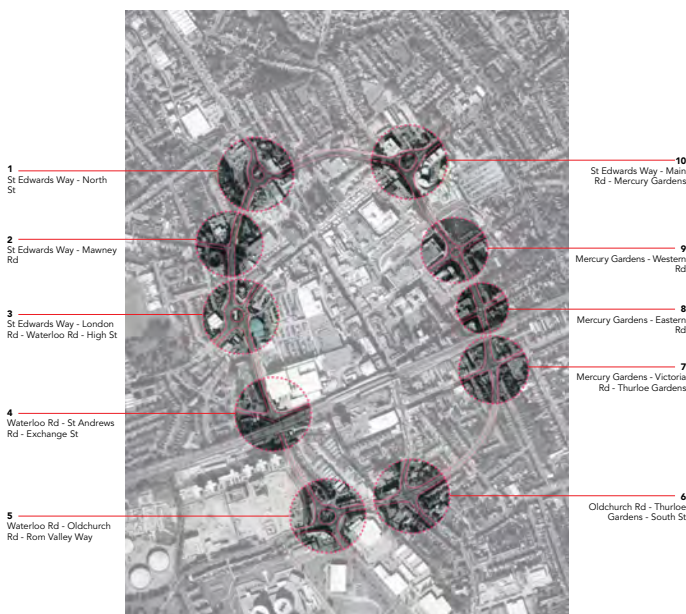 1
St Edwards Way - North
St
2
St Edwards Way - Mawney
Rd
3
St Edwards Way - London
Rd - Waterloo Rd - High St
4
Waterloo Rd - St Andrews
Rd - Exchange St
5
Waterloo Rd - Oldchurch
Rd - Rom Valley Way
10
St Edwards Way - Main
Rd - Mercury Gardens
9
Mercury Gardens - Western
Rd
8
Mercury Gardens - Eastern
Rd
7
Mercury Gardens - Victoria
Rd - Thurloe Gardens
6
Oldchurch Rd - Thurloe
Gardens - South St